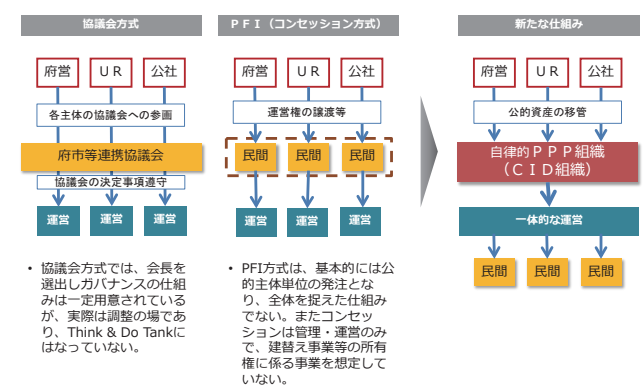 協議会方式
府営
ＵＲ
公社
各主体の協議会への参画
府市等連携協議会
協議会の決定事項遵守
運営
運営
運営
• 協議会方式では、会長を
選出しガバナンスの仕組
みは一定用意されている
が、実際は調整の場であ
り、Think & Do Tankに
はなっていない。
ＰＦＩ（コンセッション方式）
府営
ＵＲ
公社
運営権の譲渡等
民間
民間
民間
運営
運営
運営
• PFI方式は、基本的には公
的主体単位の発注とな
り、全体を捉えた仕組み
でない。またコンセッ
ションは管理・運営のみ
で、建替え事業等の所有
権に係る事業を想定して
いない。
新たな仕組み
府営
ＵＲ
公社
公的資産の移管
自律的ＰＰＰ組織
（ＣＩＤ組織）
一体的な運営
民間
民間
民間